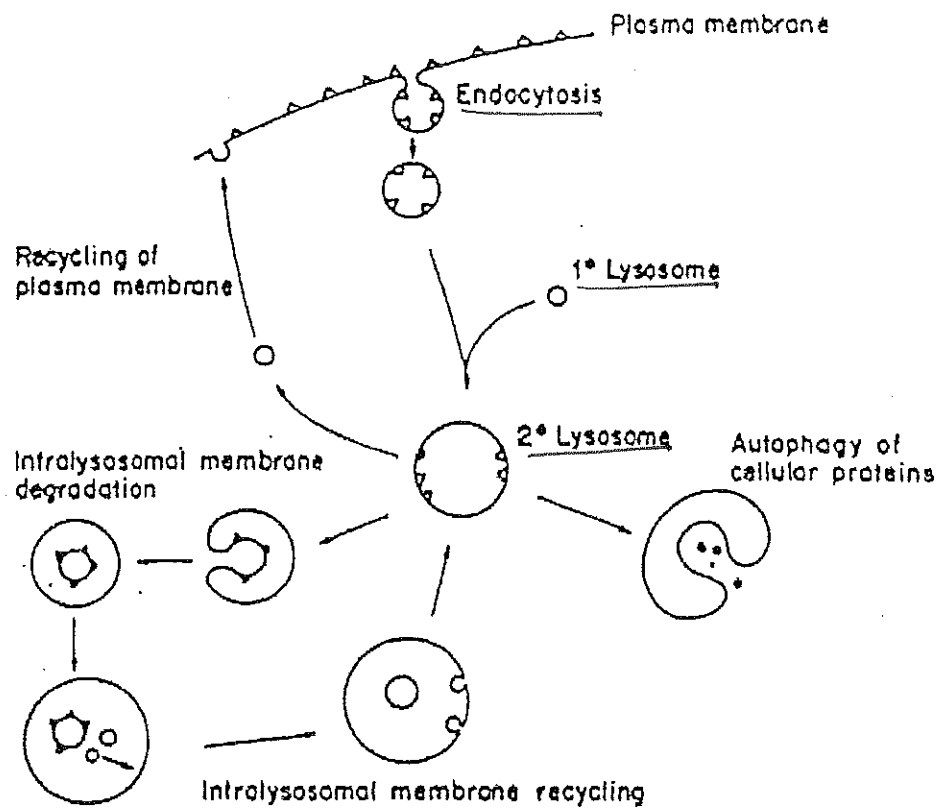 Plasma membrane
Endocytosis
Recycling of
plasma membrane
1° Lysosome
2° Lysosome
Autophagy of
cellular proteins
Intralysosomal membrane
degradation
Intralysosomal membrane recycling